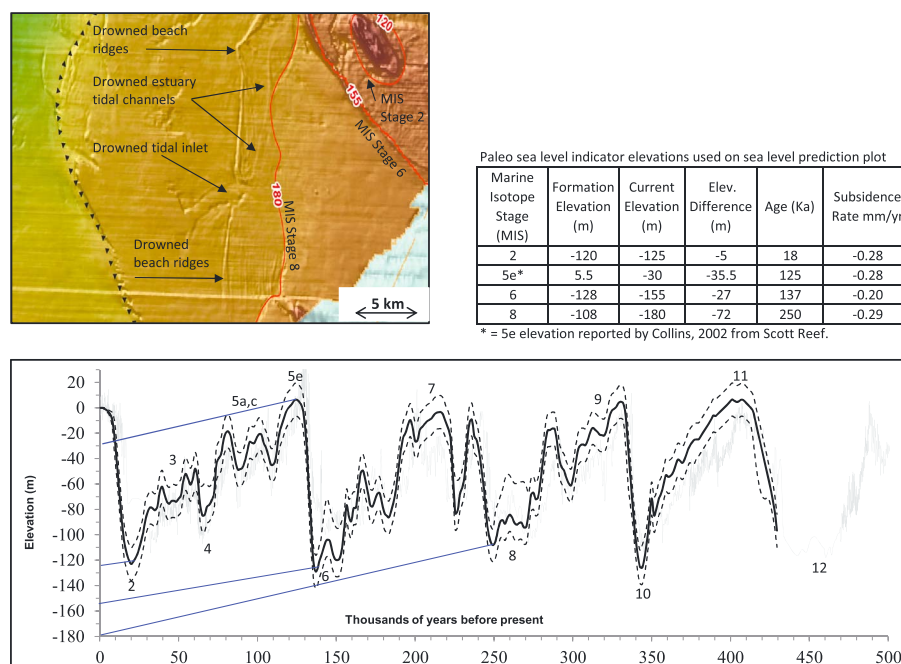 Drowned beach
ridges
Drowned estuary
tidal channels
Drowned tidal inlet
Drowned
beach ridges
120
155
180
MIS
Stage 2
MIS Stage 6
MIS Stage 8
5 km
Paleo sea level indicator elevations used on sea level prediction plot
Marine Isotope Stage (MIS) Formation Elevation (m) Current Elevation (m) Elev. Difference (m) Age (Ka) Subsidence Rate mm/yr
2 -120 -125 -5 18 -0.28
5e* 5.5 -30 -35.5 125 -0.28
6 -128 -155 -27 137 -0.20
8 -108 -180 -72 250 -0.29
* = 5e elevation reported by Collins, 2002 from Scott Reef.
Elevation (m)
20
0
-20
-40
-60
-80
-100
-120
-140
-160
-180
2
3
4
5a,c
5e
6
7
8
9
10
11
12
Thousands of years before present
0 50 100 150 200 250 300 350 400 450 500